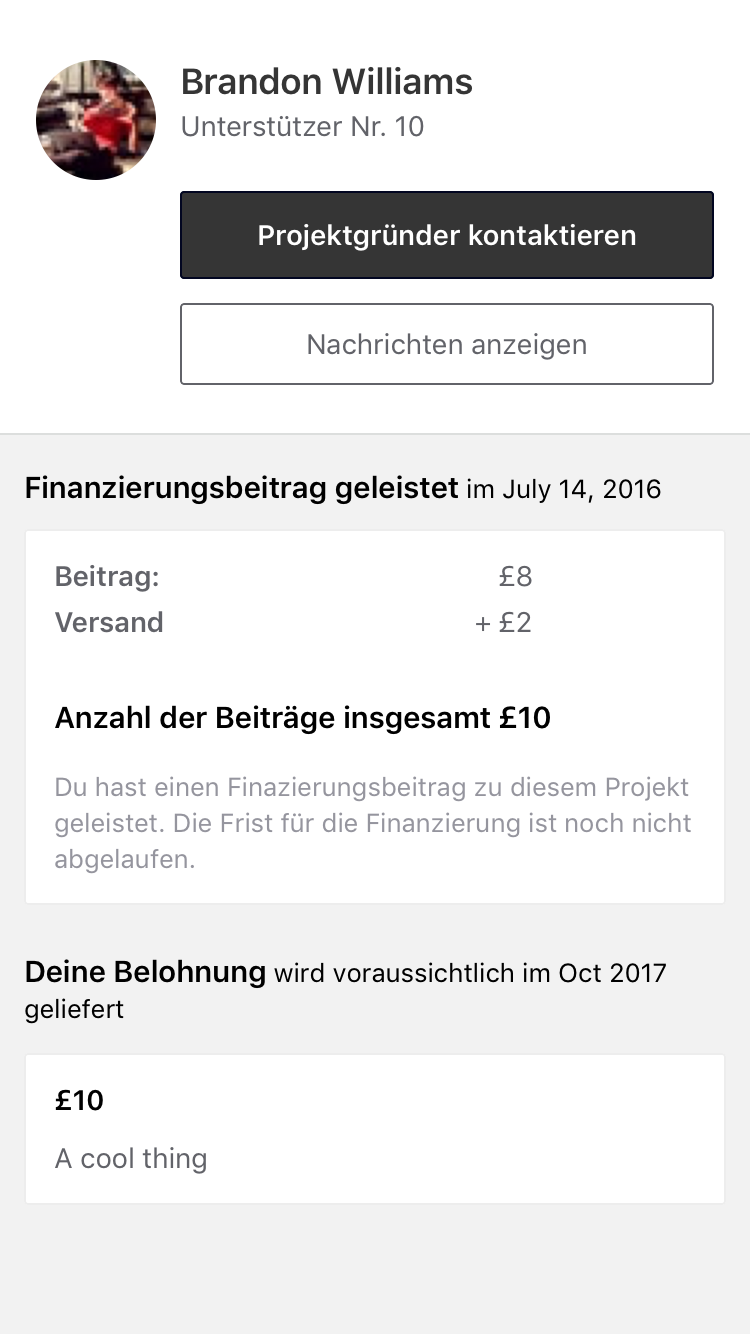 Brandon Williams
Unterstützer Nr. 10
Projektgründer kontaktieren
Nachrichten anzeigen
Finanzierungsbeitrag geleistet im July 14, 2016
Beitrag: £8
Versand + £2
Anzahl der Beiträge insgesamt £10
Du hast einen Finazierungsbeitrag zu diesem Projekt
geleistet. Die Frist für die Finanzierung ist noch nicht
abgelaufen.
Deine Belohnung wird voraussichtlich im Oct 2017
geliefert
£10
A cool thing